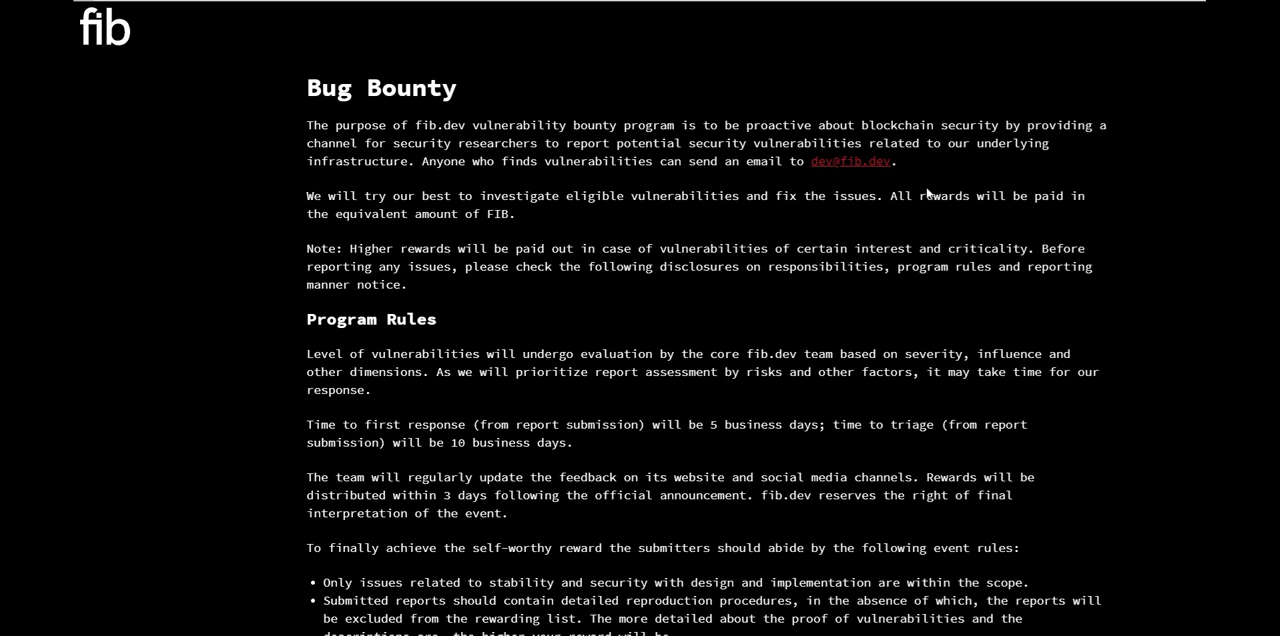 fib
Bug Bounty
The purpose of fib.dev vulnerability bounty program is to be proactive about blockchain security by providing a
channel for security researchers to report potential security vulnerabilities related to our underlying
infrastructure. Anyone who finds vulnerabilities can send an email to dev@fib.dev.
We will try our best to investigate eligible vulnerabilities and fix the issues. All rewards will be paid in
the equivalent amount of FIB.
Note: Higher rewards will be paid out in case of vulnerabilities of certain interest and criticality. Before
reporting any issues, please check the following disclosures on responsibilities, program rules and reporting
manner notice.
Program Rules
Level of vulnerabilities will undergo evaluation by the core fib.dev team based on severity, influence and
other dimensions. As we will prioritize report assessment by risks and other factors, it may take time for our
response.
Time to first response (from report submission) will be 5 business days; time to triage (from report
submission) will be 10 business days.
The team will regularly update the feedback on its website and social media channels. Rewards will be
distributed within 3 days following the official announcement. fib.dev reserves the right of final
interpretation of the event.
To finally achieve the self-worthy reward the submitters should abide by the following event rules:
• Only issues related to stability and security with design and implementation are within the scope.
• Submitted reports should contain detailed reproduction procedures, in the absence of which, the reports will
be excluded from the rewarding list. The more detailed about the proof of vulnerabilities and the
descriptions are, the higher your reward will be